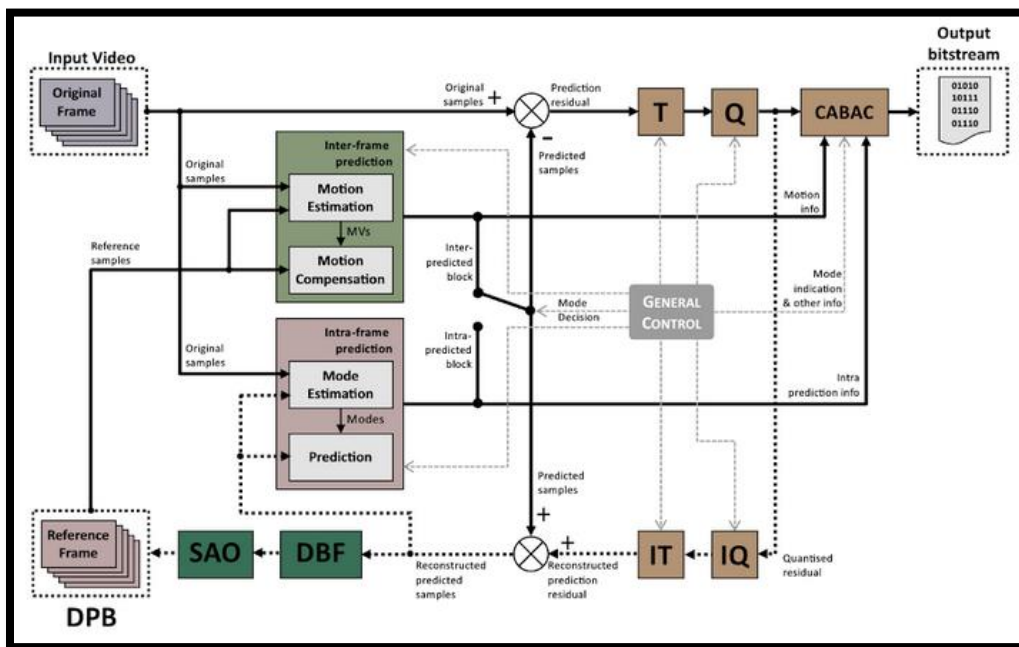 Input Video
Original
Frame
Output
bitstream
01010
10111
01110
01110
Original
samples
+
Prediction
residual
T
Q
CABAC
−
Predicted
samples
Inter-frame
prediction
Original
samples
Motion
Estimation
MVs
Motion
Compensation
Reference
samples
Motion
info
Inter-
predicted
block
Mode
Decision
GENERAL
CONTROL
Mode
indication
& other info
Intra-frame
prediction
Original
samples
Mode
Estimation
Modes
Prediction
Intra-
predicted
block
Intra
prediction info
Predicted
samples
+
+
Reference
Frame
DPB
SAO
DBF
Reconstructed
predicted
samples
Reconstructed
prediction
residual
IT
IQ
Quantised
residual